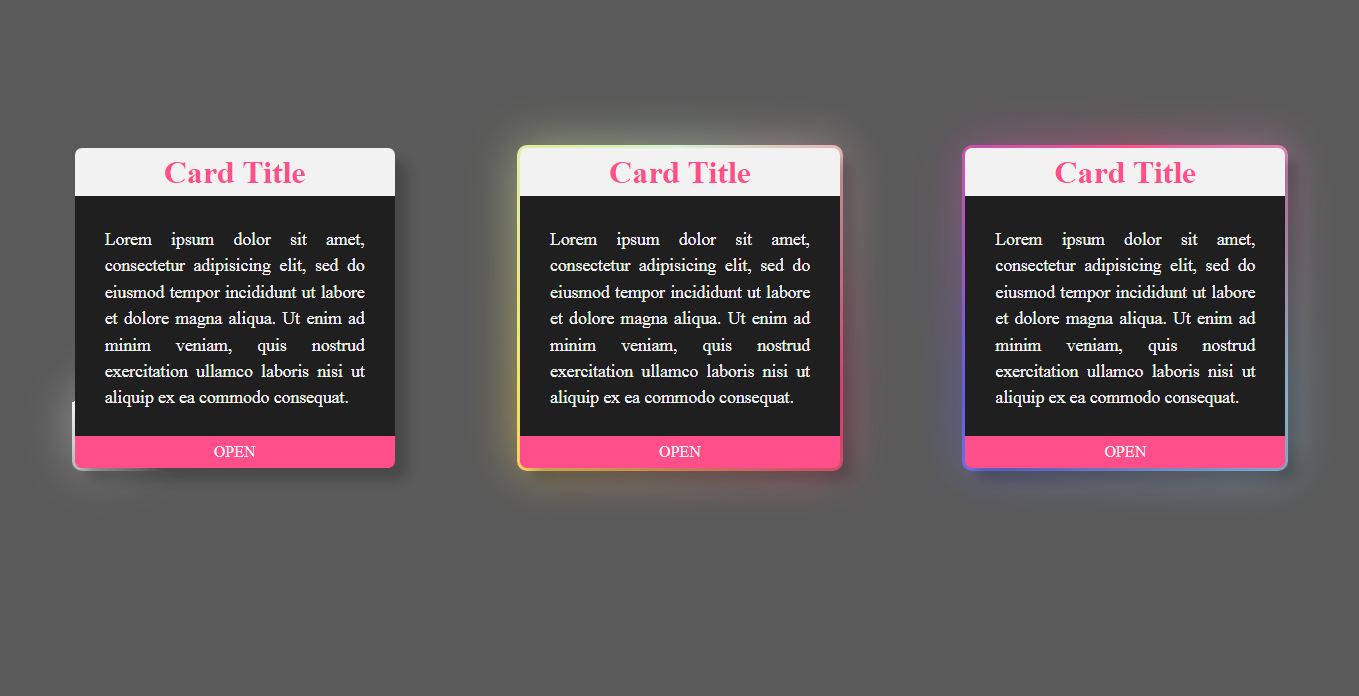 Card Title
Lorem ipsum dolor sit amet,
consectetur adipisicing elit, sed do
eiusmod tempor incididunt ut labore
et dolore magna aliqua. Ut enim ad
minim veniam, quis nostrud
exercitation ullamco laboris nisi ut
aliquip ex ea commodo consequat.
OPEN
Card Title
Lorem ipsum dolor sit amet,
consectetur adipisicing elit, sed do
eiusmod tempor incididunt ut labore
et dolore magna aliqua. Ut enim ad
minim veniam, quis nostrud
exercitation ullamco laboris nisi ut
aliquip ex ea commodo consequat.
OPEN
Card Title
Lorem ipsum dolor sit amet,
consectetur adipisicing elit, sed do
eiusmod tempor incididunt ut labore
et dolore magna aliqua. Ut enim ad
minim veniam, quis nostrud
exercitation ullamco laboris nisi ut
aliquip ex ea commodo consequat.
OPEN